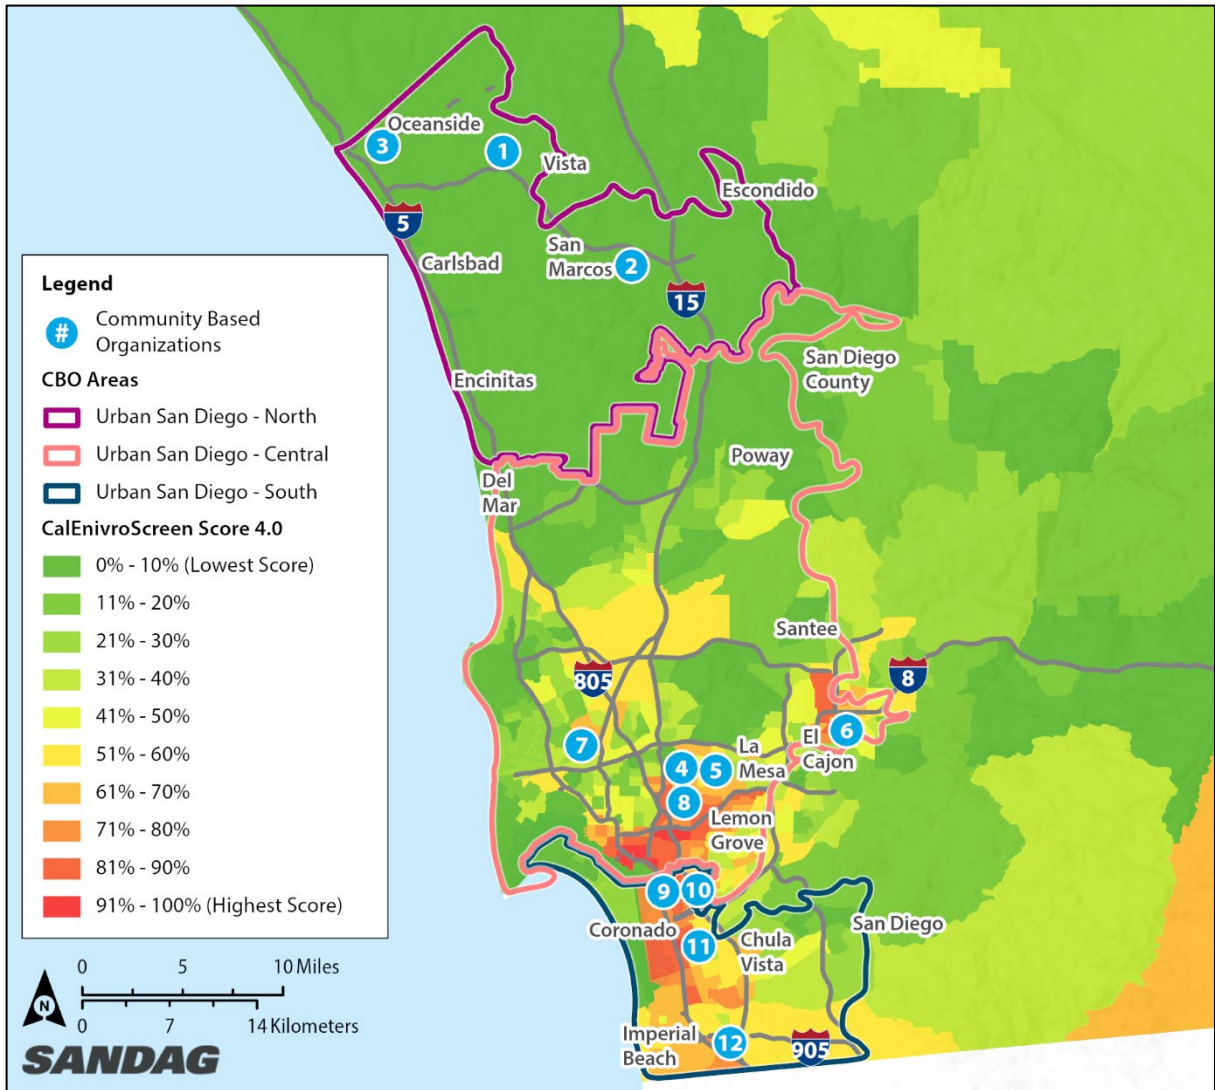 Oceanside
3
1
Vista
Escondido
5
San
Marcos
2
Carlsbad
15
San Diego
County
Encinitas
Poway
Del
Mar
Santee
805
8
7
4
5
La
Mesa
El
Cajon
6
8
Lemon
Grove
9
10
Coronado
11
Chula
Vista
San Diego
Imperial
Beach
12
905
Legend
# Community Based
Organizations
CBO Areas
Urban San Diego - North
Urban San Diego - Central
Urban San Diego - South
CalEnivroScreen Score 4.0
0% - 10% (Lowest Score)
11% - 20%
21% - 30%
31% - 40%
41% - 50%
51% - 60%
61% - 70%
71% - 80%
81% - 90%
91% - 100% (Highest Score)
N
0 5 10 Miles
0 7 14 Kilometers
SANDAG